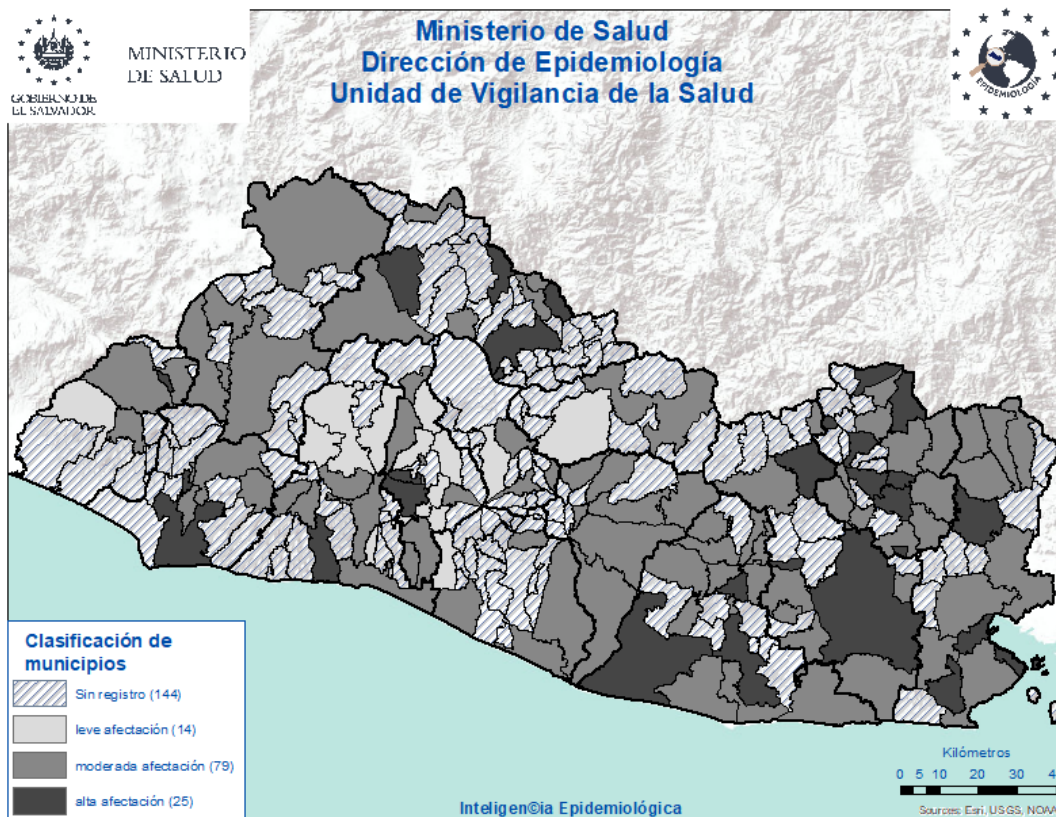 GOBIERNO DE
EL SALVADOR
MINISTERIO
DE SALUD
Ministerio de Salud
Dirección de Epidemiología
Unidad de Vigilancia de la Salud
EPIDEMIOLOGÍA
Clasificación de
municipios
Sin registro (144)
leve afectación (14)
moderada afectación (79)
alta afectación (25)
Inteligen©ia Epidemiológica
Kilómetros
0 5 10 20 30
Sources: Esri, USGS, NOAA